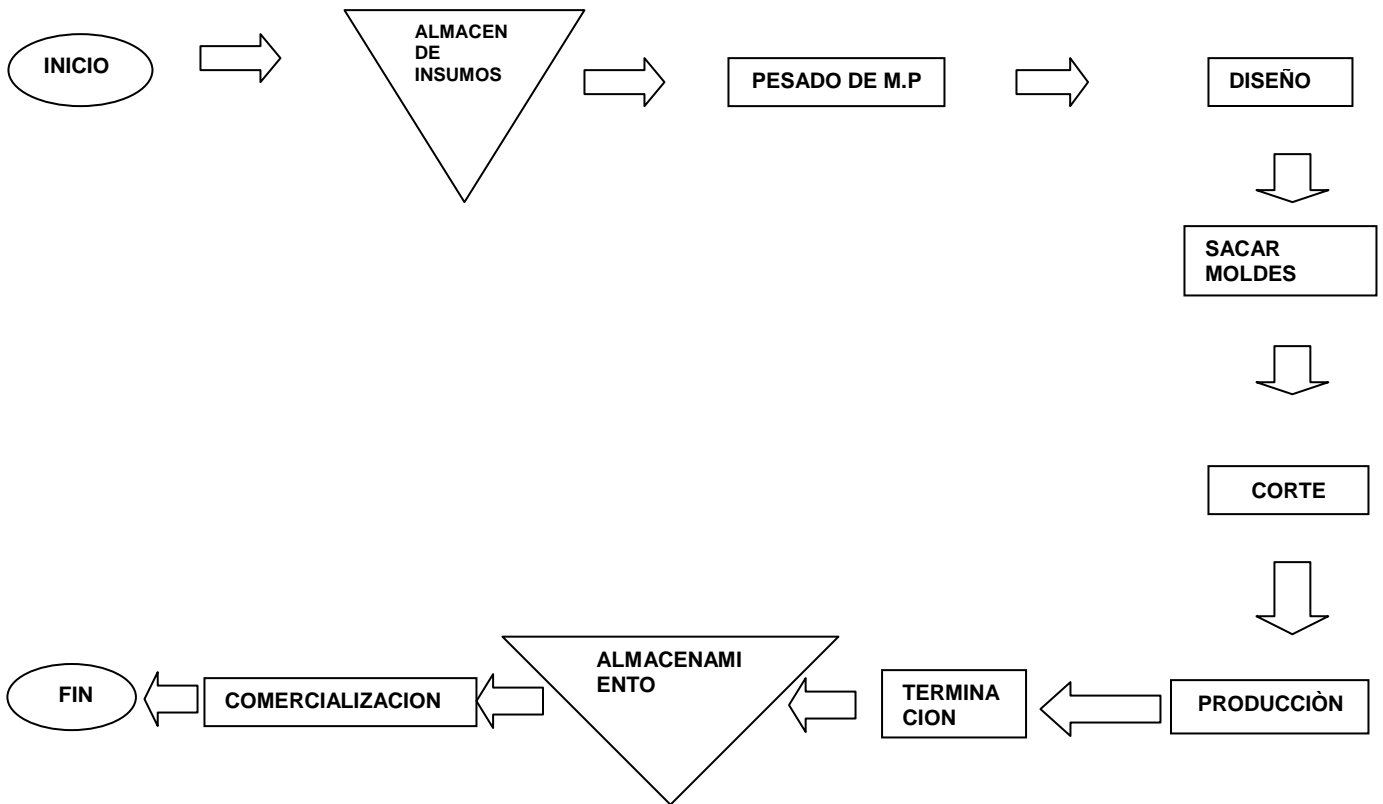 INICIO
ALMACEN
DE
INSUMOS
PESADO DE M.P
DISEÑO
SACAR
MOLDES
CORTE
PRODUCCIÒN
TERMINA
CION
ALMACENAMI
ENTO
COMERCIALIZACION
FIN